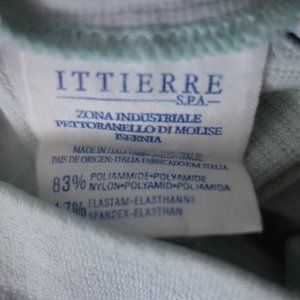 ITTIERRE
S.P.A.
ZONA INDUSTRIALE
PETTORANELLO DI MOLISE
ISERNIA
MADE IN ITALY
PAIS DE ORIGEN: ITALIA-FABRICADO EM ITALIA
83% POLIAMMIDE-POLYAMIDE
NYLON-POLYAMID-POLIAMIDA
17% ELASTAM-ELASTHANNE
SPANDEX-ELASTHAN